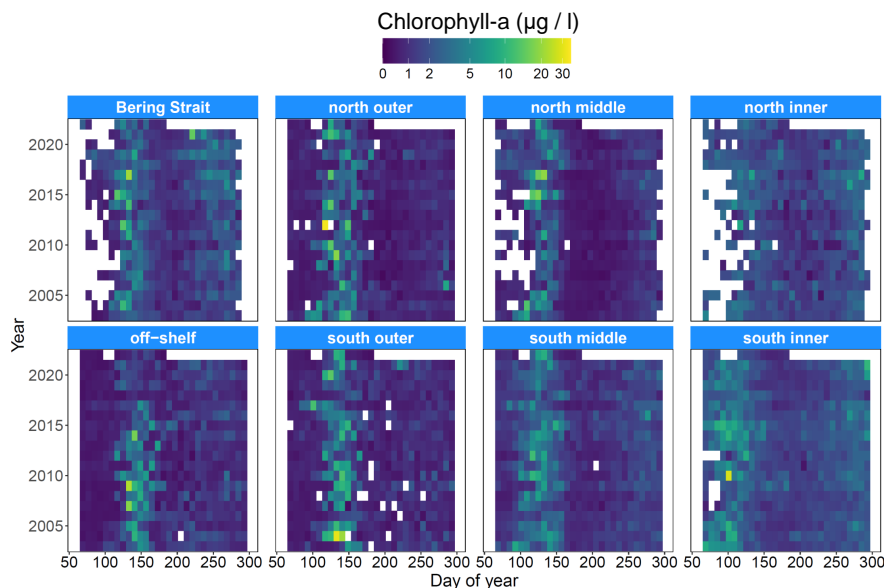 Chlorophyll-a (µg / l)
0 1 2 5 10 20 30
Bering Strait north outer north middle north inner
2020
2015
2010
2005
Year
off−shelf south outer south middle south inner
2020
2015
2010
2005
50 100 150 200 250 300 50 100 150 200 250 300 50 100 150 200 250 300 50 100 150 200 250 300
Day of year